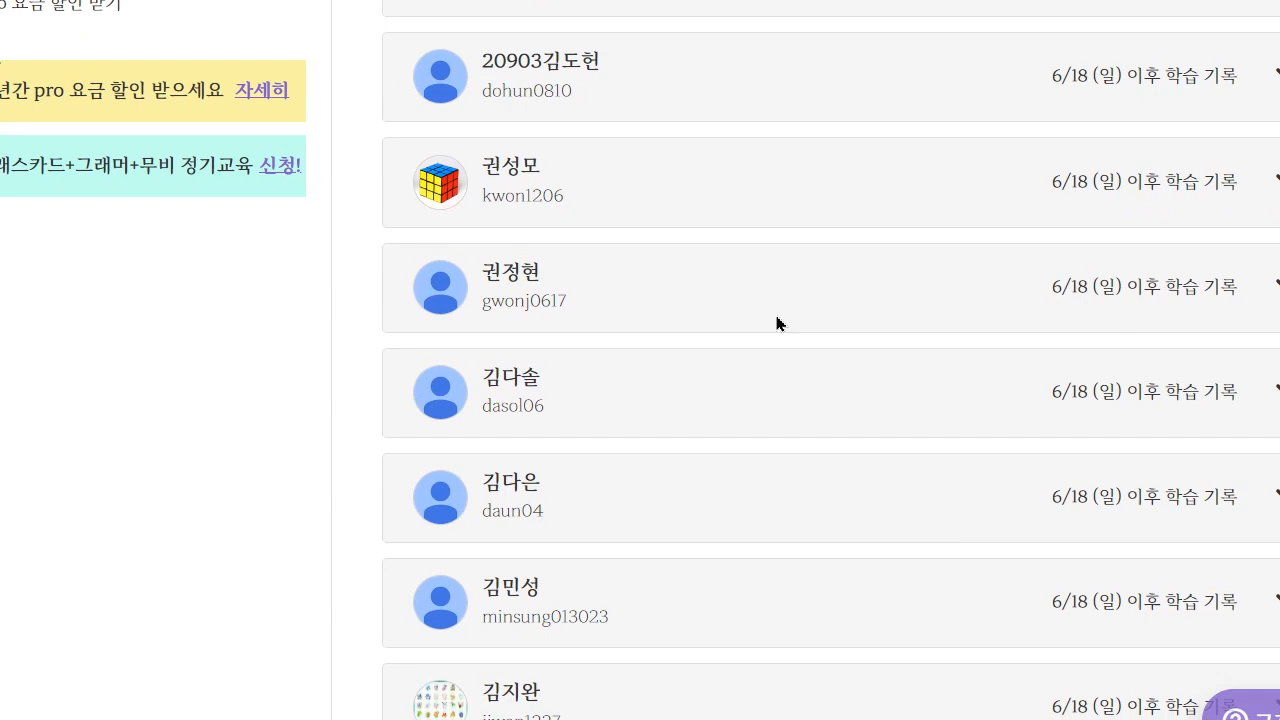 요금 할인 받기
년간 pro 요금 할인 받으세요 자세히
래스카드+그래머+무비 정기교육 신청!
20903김도헌
dohun0810
6/18 (일) 이후 학습 기록
권성모
kwon1206
6/18 (일) 이후 학습 기록
권정현
gwonj0617
6/18 (일) 이후 학습 기록
김다솔
dasol06
6/18 (일) 이후 학습 기록
김다은
daun04
6/18 (일) 이후 학습 기록
김민성
minsung013023
6/18 (일) 이후 학습 기록
김지완
6/18 (일) 이후 학습 기록